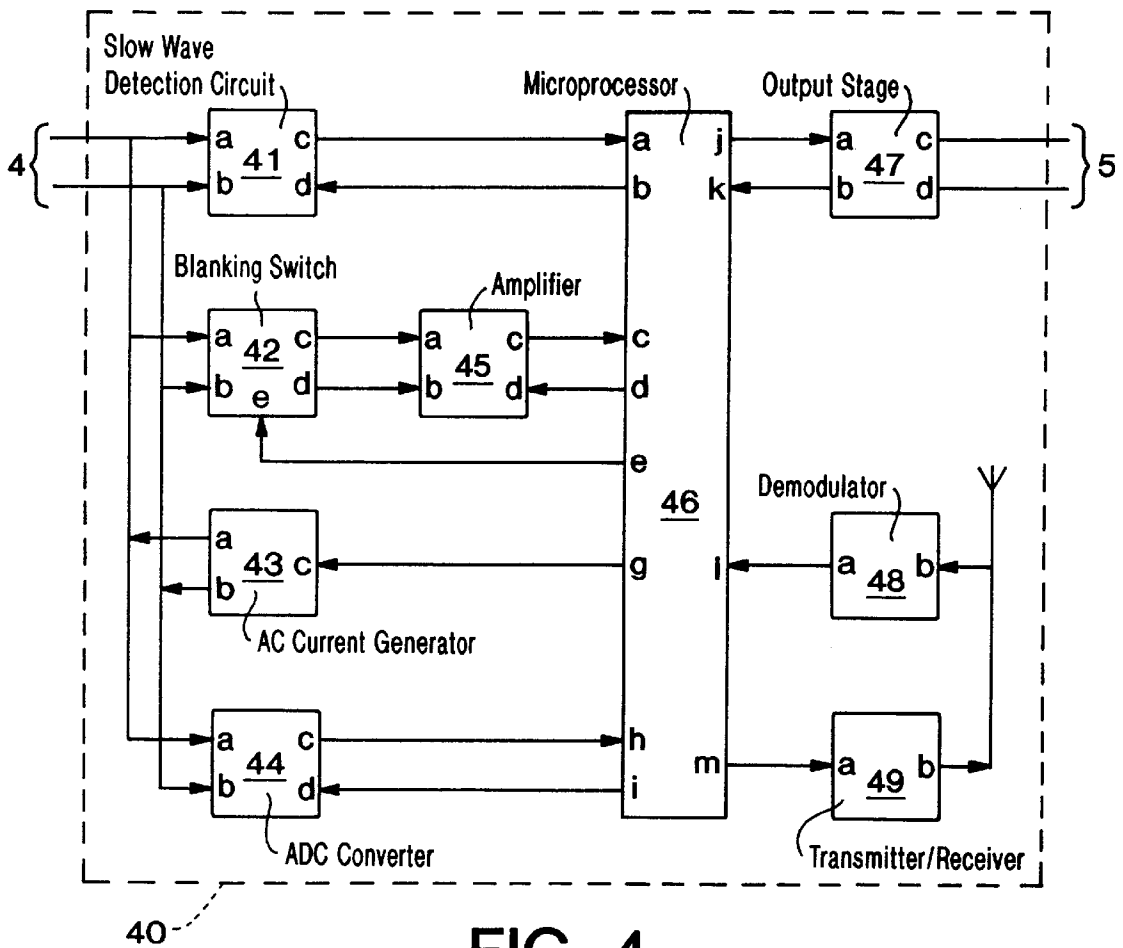 Slow Wave
Detection Circuit
Microprocessor
Output Stage
4
a
c
41
b
d
a
j
b
k
a
c
47
b
d
5
Blanking Switch
Amplifier
a
c
42
b
d
e
a
c
45
b
d
c
d
e
46
Demodulator
a
43
c
b
g
l
a
b
48
AC Current Generator
a
c
44
b
d
h
m
i
a
b
49
ADC Converter
Transmitter/Receiver
40
FIG. 4